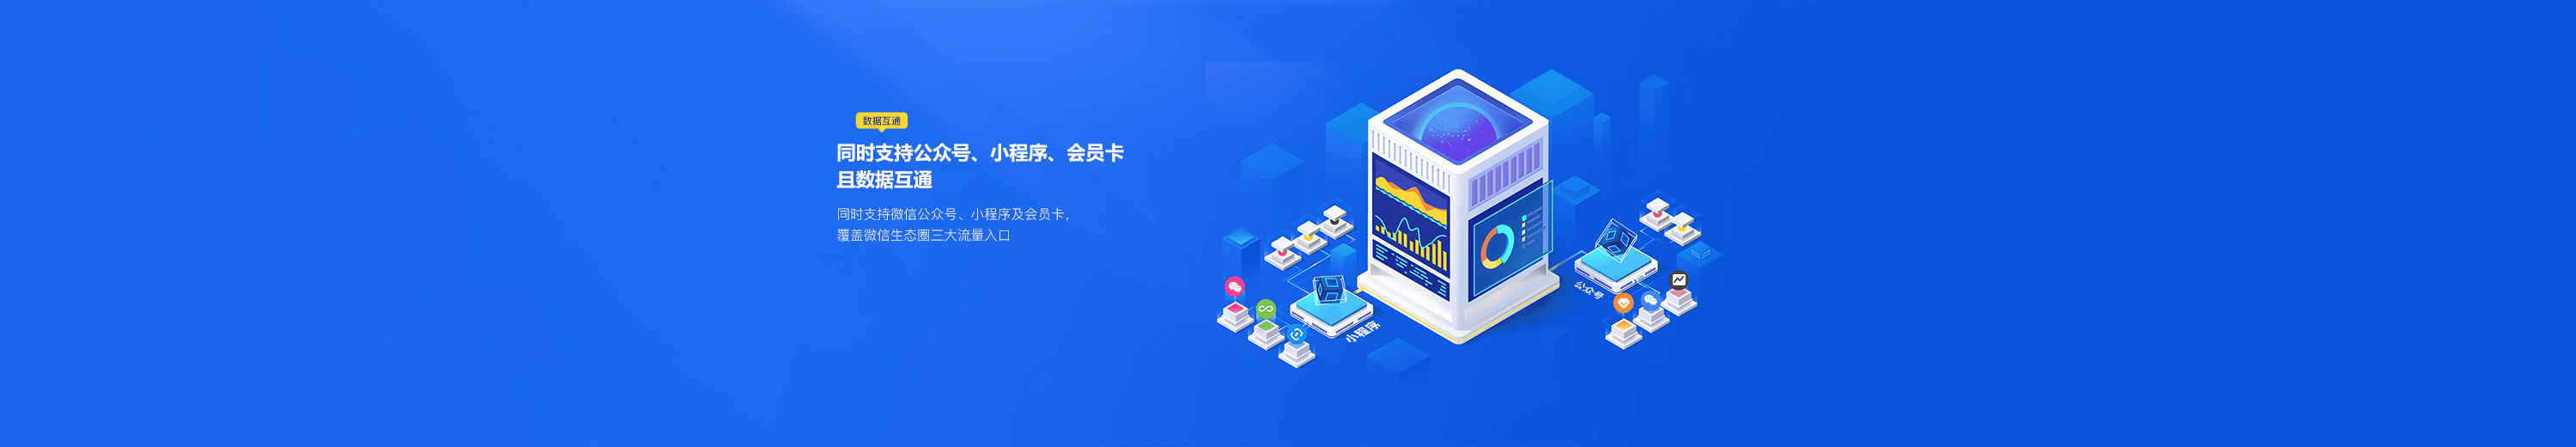 数据互通
同时支持公众号、小程序、会员卡
且数据互通
同时支持微信公众号、小程序及会员卡，
覆盖微信生态圈三大流量入口
小程序
公众号